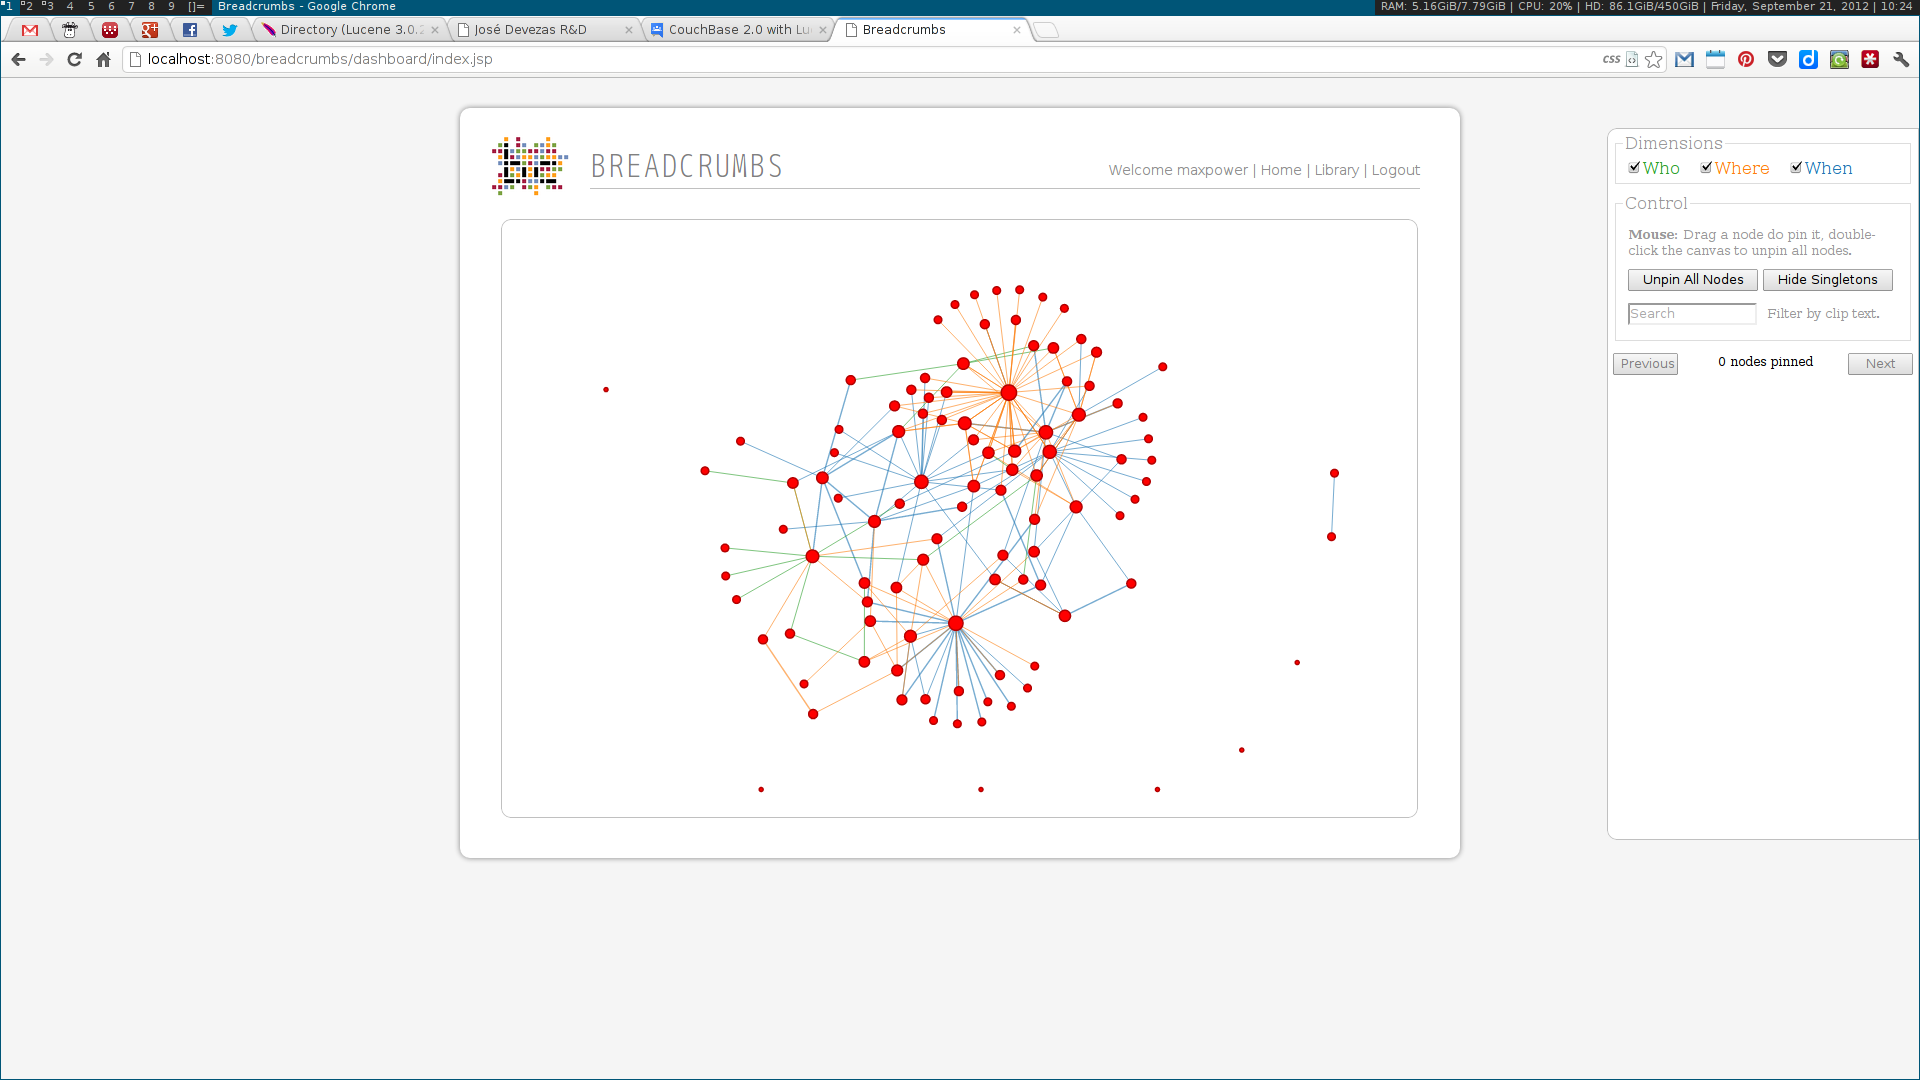 1 2 3 4 5 6 7 8 9 []= Breadcrumbs - Google Chrome RAM: 5.16GiB/7.79GiB | CPU: 20% | HD: 86.1GiB/450GiB | Friday, September 21, 2012 | 10:24
Directory (Lucene 3.0. José Devezas R&D CouchBase 2.0 with Lu Breadcrumbs
localhost:8080/breadcrumbs/dashboard/index.jsp css
BREADCRUMBS
Welcome maxpower | Home | Library | Logout
Dimensions
Who Where When
Control
Mouse: Drag a node do pin it, double-
click the canvas to unpin all nodes.
Unpin All Nodes Hide Singletons
Search Filter by clip text.
Previous 0 nodes pinned Next